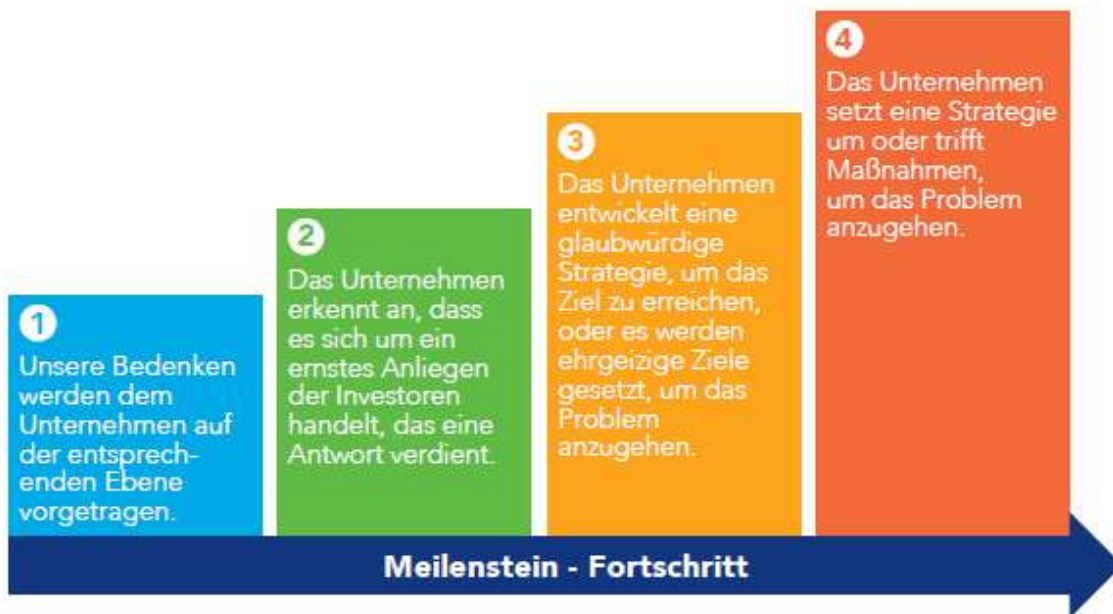 1
Unsere Bedenken
werden dem
Unternehmen auf
der entsprech-
enden Ebene
vorgetragen.
2
Das Unternehmen
erkennt an, dass
es sich um ein
ernstes Anliegen
der Investoren
handelt, das eine
Antwort verdient.
3
Das Unternehmen
entwickelt eine
glaubwürdige
Strategie, um das
Ziel zu erreichen,
oder es werden
ehrgeizige Ziele
gesetzt, um das
Problem
anzugehen.
4
Das Unternehmen
setzt eine Strategie
um oder trifft
Maßnahmen,
um das Problem
anzugehen.
Meilenstein - Fortschritt